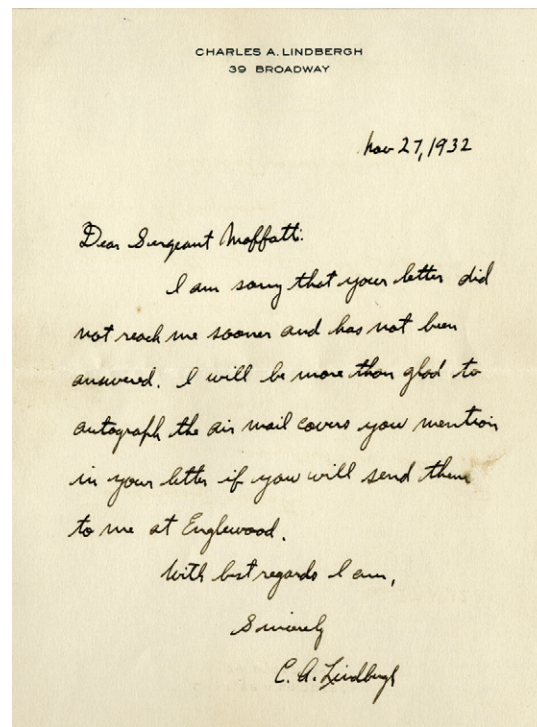 CHARLES A. LINDBERGH
39 BROADWAY
Nov 27, 1932
Dear Sergeant Moffatt:
I am sorry that your letter did
not reach me sooner and has not been
answered. I will be more than glad to
autograph the air mail covers you mention
in your letter if you will send them
to me at Englewood.
With best regards I am,
Sincerely
C. A. Lindbergh